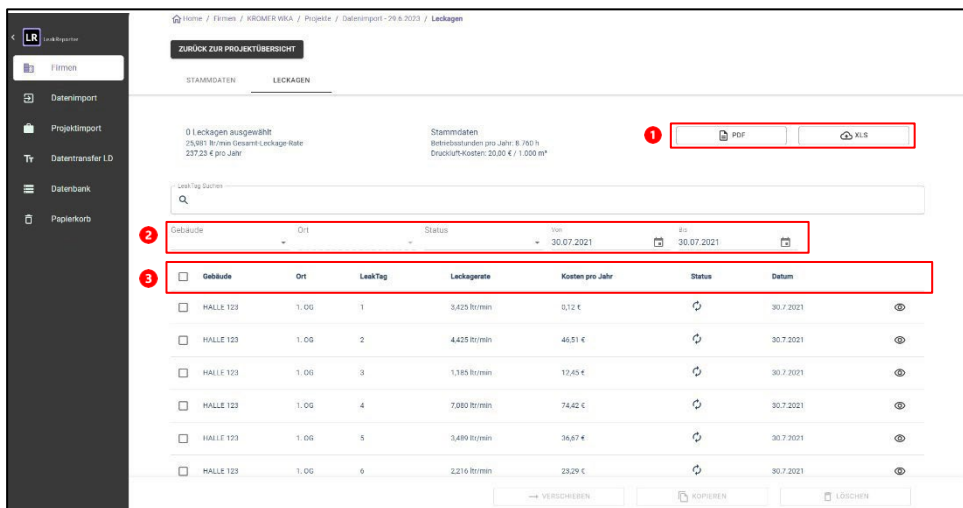 Home / Firmen / KROMER WKA / Projekte / Datenimport - 29.6.2023 / Leckagen
LR LeakReporter
ZURÜCK ZUR PROJEKTÜBERSICHT
Firmen
STAMMDATEN LECKAGEN
Datenimport
Projektimport
Datentransfer LD
Datenbank
Papierkorb
0 Leckagen ausgewählt
25,981 ltr/min Gesamt-Leckage-Rate
237,23 € pro Jahr
Stammdaten
Betriebsstunden pro Jahr: 8.760 h
Druckluft-Kosten: 20,00 € / 1.000 m³
1 PDF XLS
LeakTag Suchen
2 Gebäude Ort Status Von 30.07.2021 Bis 30.07.2021
3 Gebäude Ort LeakTag Leckagerate Kosten pro Jahr Status Datum
HALLE 123 1. OG 1 3,425 ltr/min 0,12 € 30.7.2021
HALLE 123 1. OG 2 4,425 ltr/min 46,51 € 30.7.2021
HALLE 123 1. OG 3 1,185 ltr/min 12,45 € 30.7.2021
HALLE 123 1. OG 4 7,080 ltr/min 74,42 € 30.7.2021
HALLE 123 1. OG 5 3,489 ltr/min 36,67 € 30.7.2021
HALLE 123 1. OG 6 2,216 ltr/min 23,29 € 30.7.2021
VERSCHIEBEN KOPIEREN LÖSCHEN